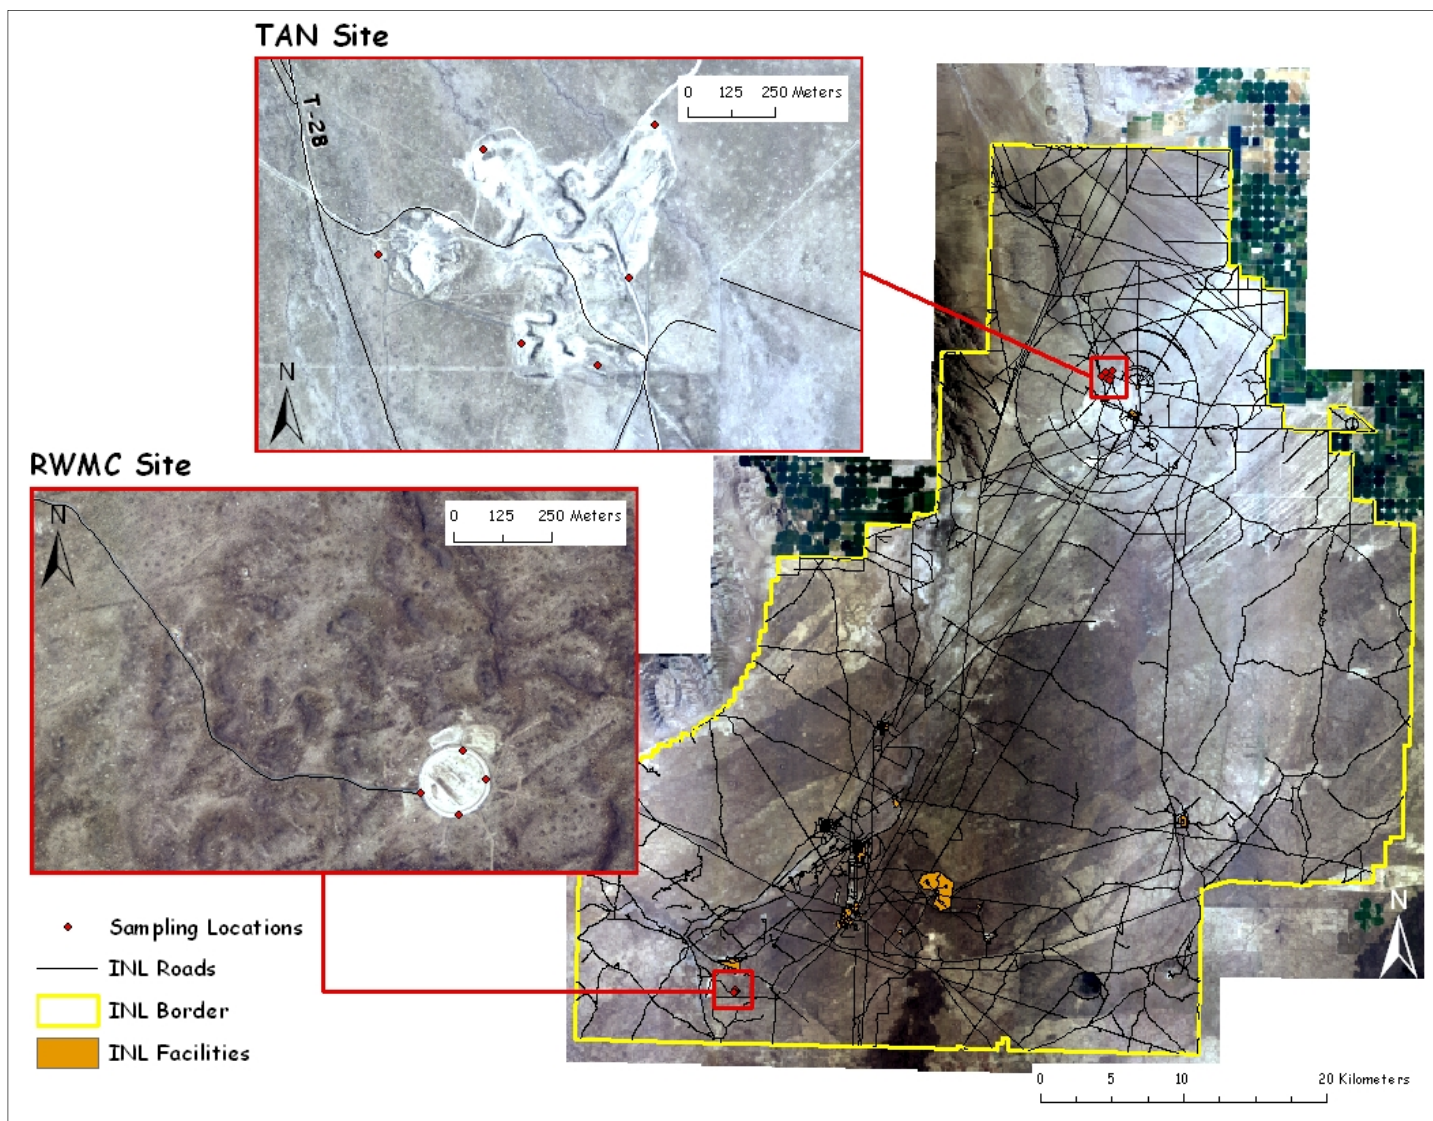 TAN Site
0 125 250 Meters
T-2B
N
RWMC Site
N
0 125 250 Meters
Sampling Locations
INL Roads
INL Border
INL Facilities
N
0 5 10 20 Kilometers